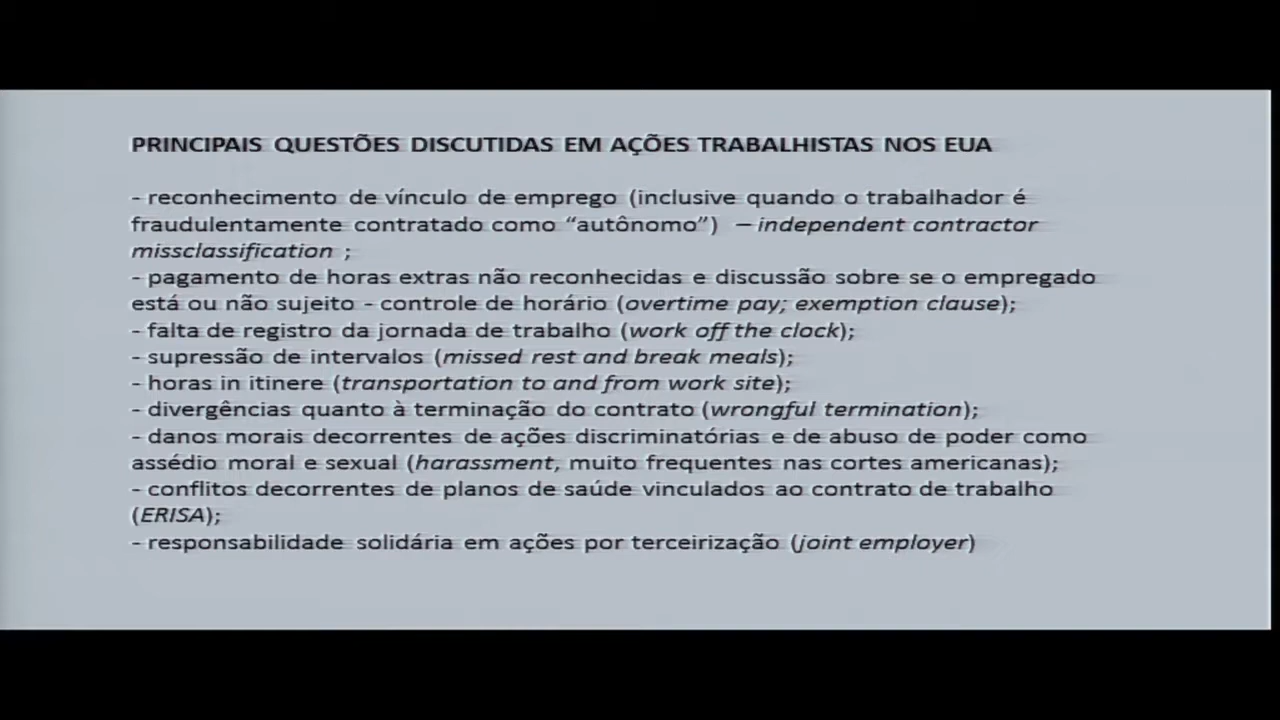 PRINCIPAIS QUESTÕES DISCUTIDAS EM AÇÕES TRABALHISTAS NOS EUA
- reconhecimento de vínculo de emprego (inclusive quando o trabalhador é
fraudulentamente contratado como “autônomo”) – independent contractor
missclassification ;
- pagamento de horas extras não reconhecidas e discussão sobre se o empregado
está ou não sujeito - controle de horário (overtime pay; exemption clause);
- falta de registro da jornada de trabalho (work off the clock);
- supressão de intervalos (missed rest and break meals);
- horas in itinere (transportation to and from work site);
- divergências quanto à terminação do contrato (wrongful termination);
- danos morais decorrentes de ações discriminatórias e de abuso de poder como
assédio moral e sexual (harassment, muito frequentes nas cortes americanas);
- conflitos decorrentes de planos de saúde vinculados ao contrato de trabalho
(ERISA);
- responsabilidade solidária em ações por terceirização (joint employer)